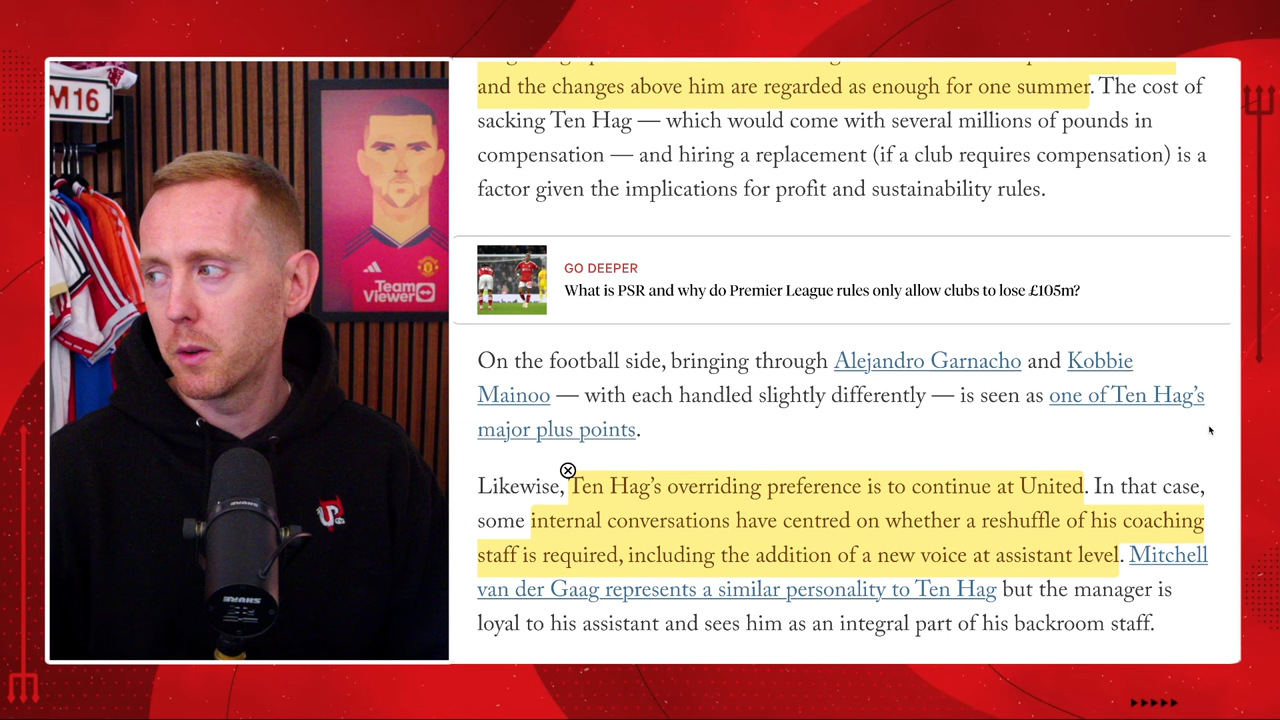 M16
Team
Viewer
SHURE
and the changes above him are regarded as enough for one summer. The cost of
sacking Ten Hag — which would come with several millions of pounds in
compensation — and hiring a replacement (if a club requires compensation) is a
factor given the implications for profit and sustainability rules.
GO DEEPER
What is PSR and why do Premier League rules only allow clubs to lose £105m?
On the football side, bringing through Alejandro Garnacho and Kobbie
Mainoo — with each handled slightly differently — is seen as one of Ten Hag’s
major plus points.
Likewise, Ten Hag’s overriding preference is to continue at United. In that case,
some internal conversations have centred on whether a reshuffle of his coaching
staff is required, including the addition of a new voice at assistant level. Mitchell
van der Gaag represents a similar personality to Ten Hag but the manager is
loyal to his assistant and sees him as an integral part of his backroom staff.